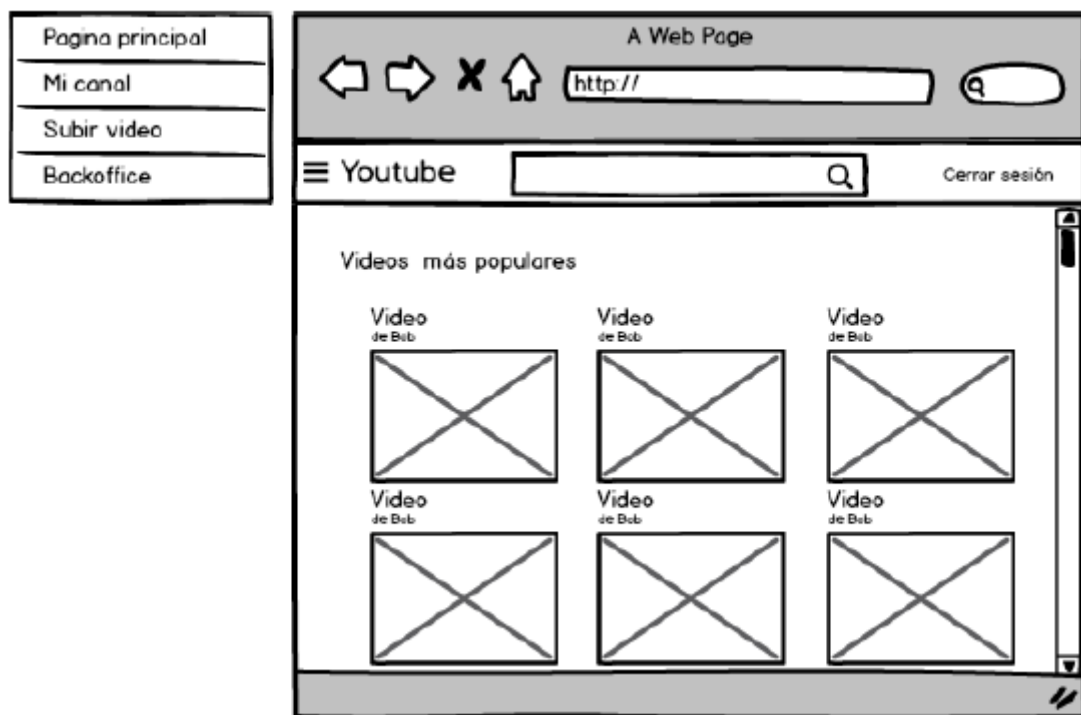 Pagina principal
Mi canal
Subir video
Backoffice
A Web Page
http://
Youtube
Cerrar sesión
Videos más populares
Video
de Bob
Video
de Bob
Video
de Bob
Video
de Bob
Video
de Bob
Video
de Bob